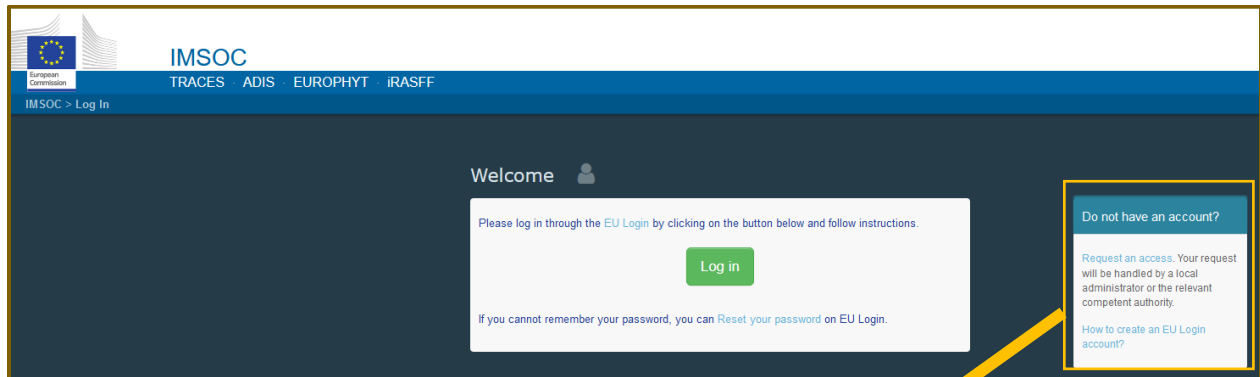 European
Commission
IMSOC
TRACES · ADIS · EUROPHYT · iRASFF
IMSOC > Log In
Welcome
Please log in through the EU Login by clicking on the button below and follow instructions.
Log in
If you cannot remember your password, you can Reset your password on EU Login.
Do not have an account?
Request an access. Your request
will be handled by a local
administrator or the relevant
competent authority.
How to create an EU Login
account?